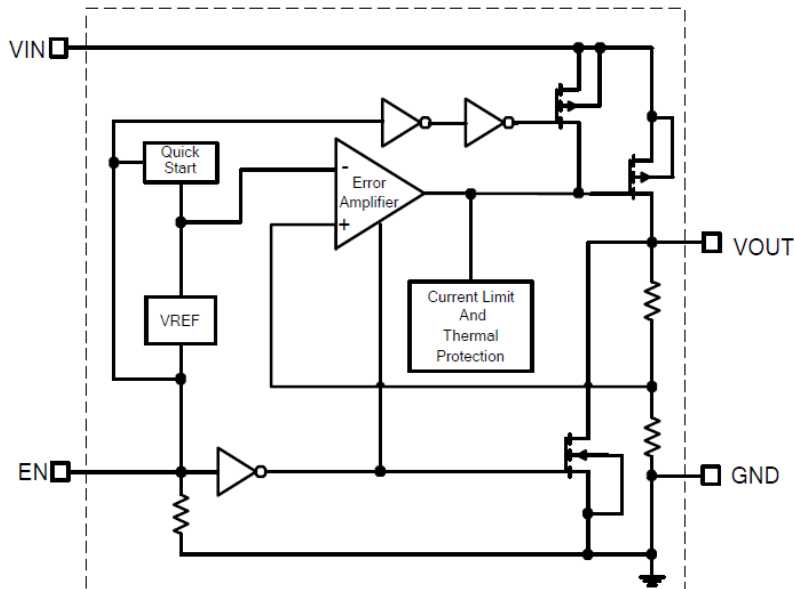 VIN
Quick
Start
-
Error
Amplifier
+
VOUT
Current Limit
And
Thermal
Protection
VREF
EN
GND